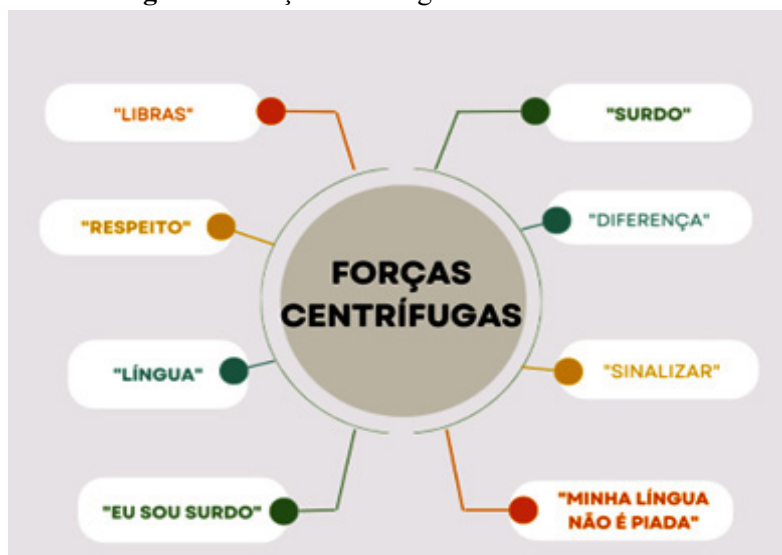 "LIBRAS"
"SURDO"
"RESPEITO"
"DIFERENÇA"
FORÇAS
CENTRÍFUGAS
"LÍNGUA"
"SINALIZAR"
"EU SOU SURDO"
"MINHA LÍNGUA
NÃO É PIADA"